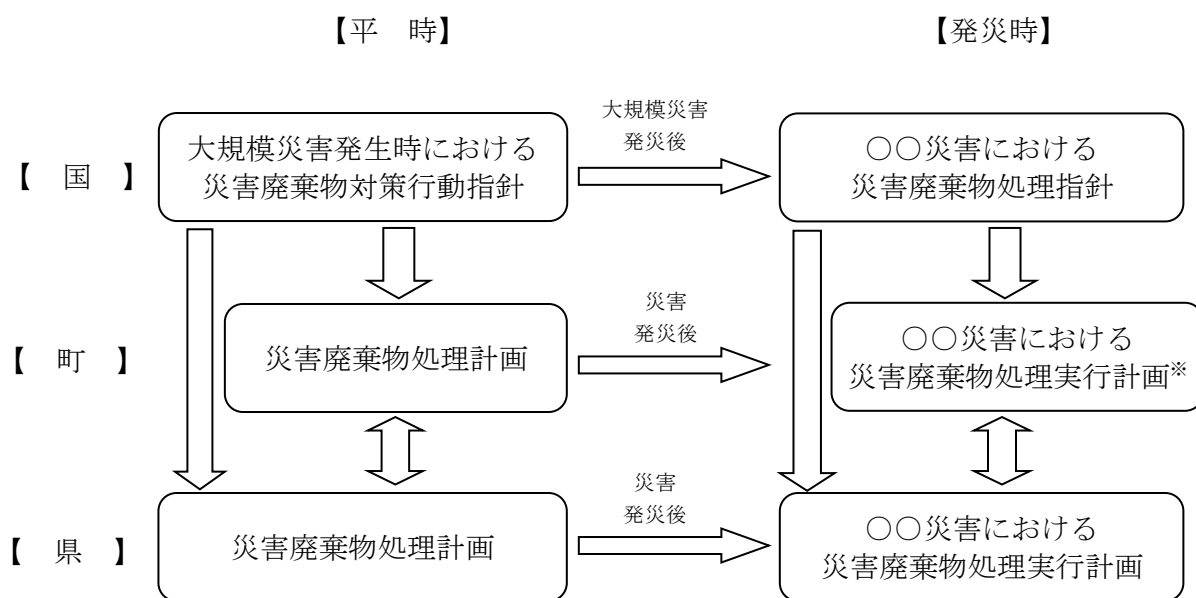 【平　時】
【発災時】
大規模災害
発災後
【　国　】
大規模災害発生時における
災害廃棄物対策行動指針
○○災害における
災害廃棄物処理指針
災害
発災後
【　町　】
災害廃棄物処理計画
○○災害における
災害廃棄物処理実行計画※
災害
発災後
【　県　】
災害廃棄物処理計画
○○災害における
災害廃棄物処理実行計画